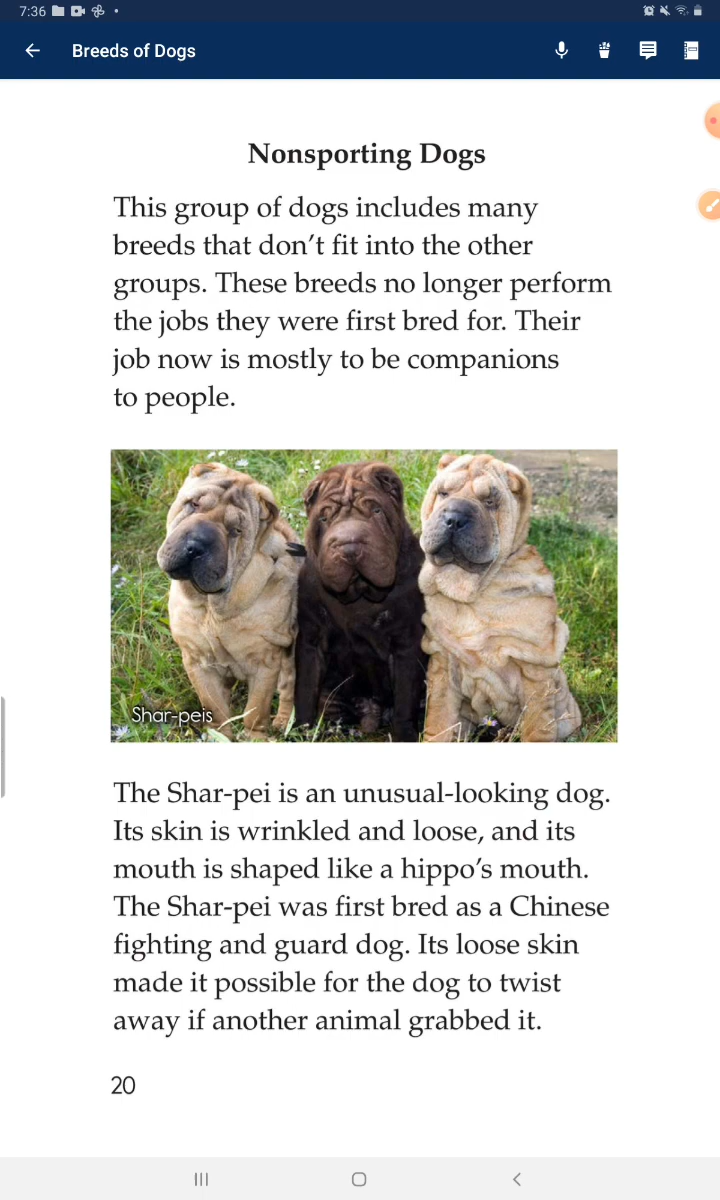 7:36
Breeds of Dogs
Nonsporting Dogs
This group of dogs includes many
breeds that don't fit into the other
groups. These breeds no longer perform
the jobs they were first bred for. Their
job now is mostly to be companions
to people.
Shar-peis
The Shar-pei is an unusual-looking dog.
Its skin is wrinkled and loose, and its
mouth is shaped like a hippo's mouth.
The Shar-pei was first bred as a Chinese
fighting and guard dog. Its loose skin
made it possible for the dog to twist
away if another animal grabbed it.
20